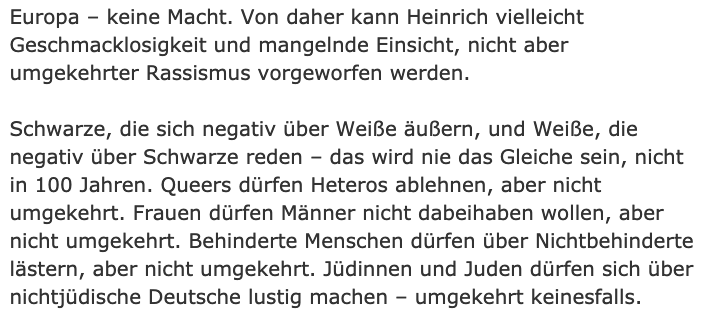 Europa – keine Macht. Von daher kann Heinrich vielleicht
Geschmacklosigkeit und mangelnde Einsicht, nicht aber
umgekehrter Rassismus vorgeworfen werden.
Schwarze, die sich negativ über Weiße äußern, und Weiße, die
negativ über Schwarze reden – das wird nie das Gleiche sein, nicht
in 100 Jahren. Queers dürfen Heteros ablehnen, aber nicht
umgekehrt. Frauen dürfen Männer nicht dabeihaben wollen, aber
nicht umgekehrt. Behinderte Menschen dürfen über Nichtbehinderte
lästern, aber nicht umgekehrt. Jüdinnen und Juden dürfen sich über
nichtjüdische Deutsche lustig machen – umgekehrt keinesfalls.